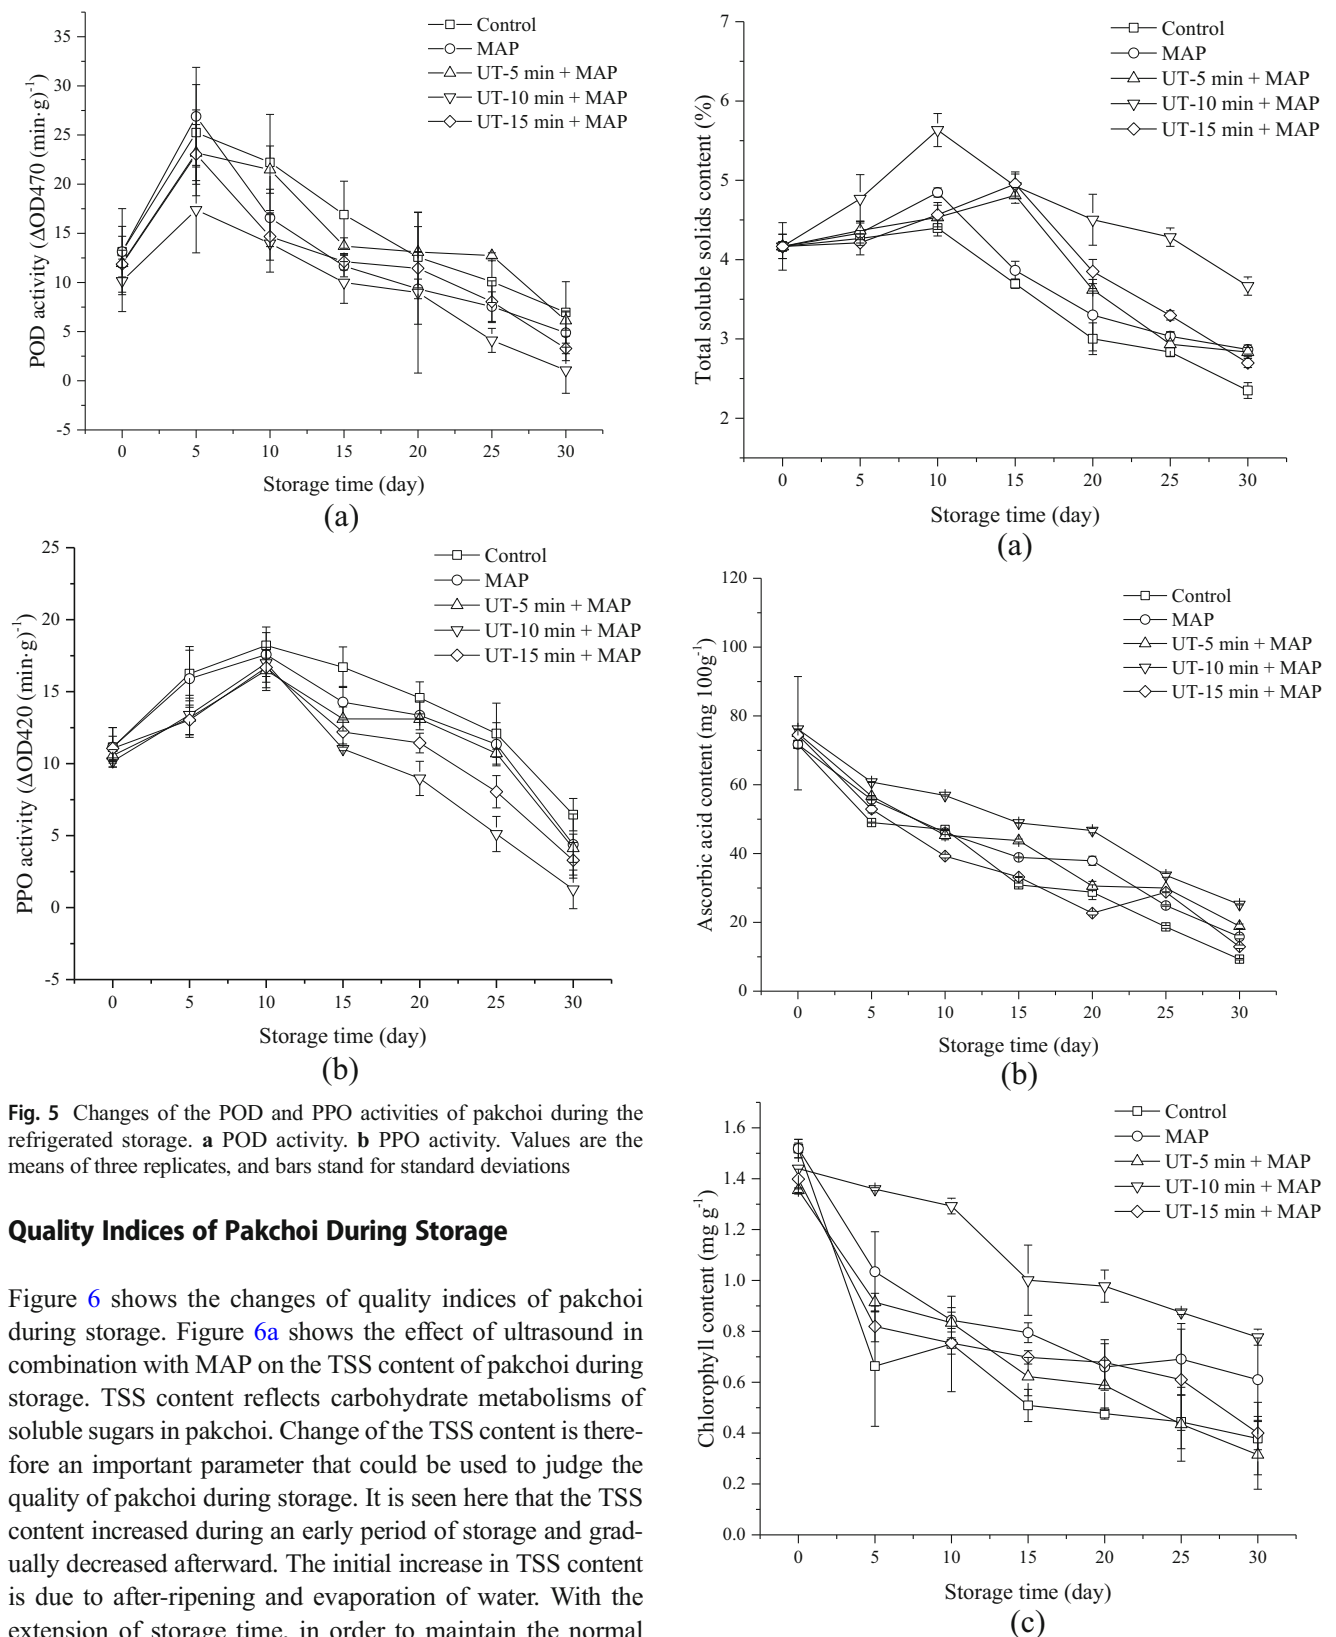 35
30
25
20
15
10
5
0
-5
POD activity (ΔOD470 (min·g)-1)
Control
MAP
UT-5 min + MAP
UT-10 min + MAP
UT-15 min + MAP
0 5 10 15 20 25 30
Storage time (day)
(a)
25
20
15
10
5
0
-5
PPO activity (ΔOD420 (min·g)-1)
Control
MAP
UT-5 min + MAP
UT-10 min + MAP
UT-15 min + MAP
0 5 10 15 20 25 30
Storage time (day)
(b)
Fig. 5 Changes of the POD and PPO activities of pakchoi during the
refrigerated storage. a POD activity. b PPO activity. Values are the
means of three replicates, and bars stand for standard deviations
Quality Indices of Pakchoi During Storage
Figure 6 shows the changes of quality indices of pakchoi
during storage. Figure 6a shows the effect of ultrasound in
combination with MAP on the TSS content of pakchoi during
storage. TSS content reflects carbohydrate metabolisms of
soluble sugars in pakchoi. Change of the TSS content is there-
fore an important parameter that could be used to judge the
quality of pakchoi during storage. It is seen here that the TSS
content increased during an early period of storage and grad-
ually decreased afterward. The initial increase in TSS content
is due to after-ripening and evaporation of water. With the
extension of storage time, in order to maintain the normal
7
6
5
4
3
2
Total soluble solids content (%)
Control
MAP
UT-5 min + MAP
UT-10 min + MAP
UT-15 min + MAP
0 5 10 15 20 25 30
Storage time (day)
(a)
120
100
80
60
40
20
0
Ascorbic acid content (mg 100g-1)
Control
MAP
UT-5 min + MAP
UT-10 min + MAP
UT-15 min + MAP
0 5 10 15 20 25 30
Storage time (day)
(b)
1.6
1.4
1.2
1.0
0.8
0.6
0.4
0.2
0.0
Chlorophyll content (mg g-1)
Control
MAP
UT-5 min + MAP
UT-10 min + MAP
UT-15 min + MAP
0 5 10 15 20 25 30
Storage time (day)
(c)